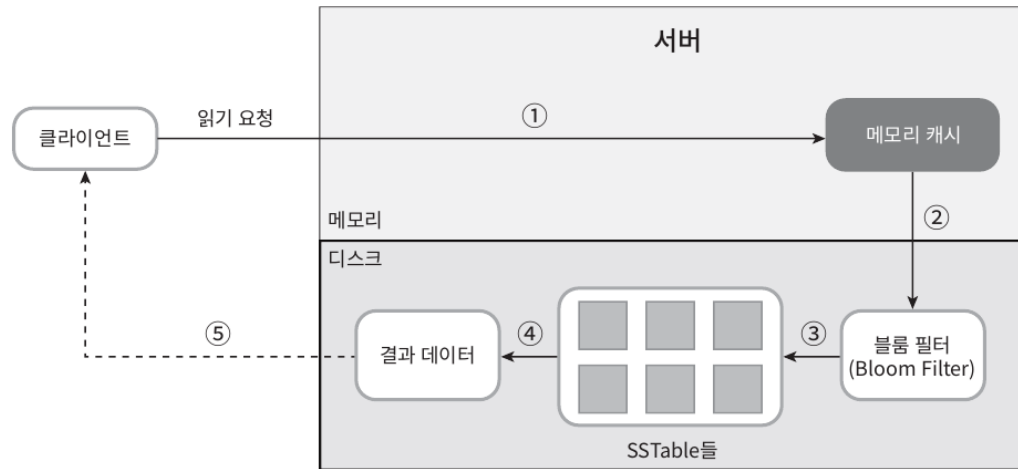 서버
클라이언트
읽기 요청
①
메모리 캐시
②
메모리
디스크
블룸 필터
(Bloom Filter)
③
SSTable들
④
결과 데이터
⑤